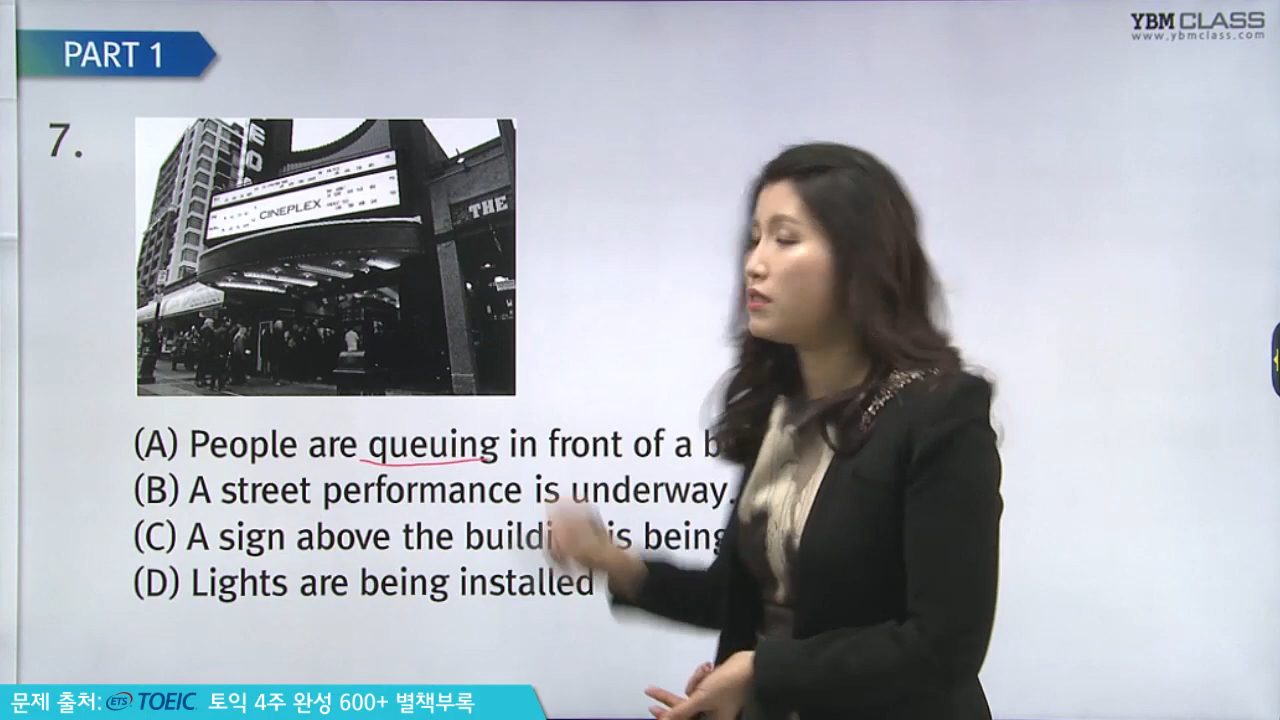 YBM CLASS
www.ybmclass.com
PART 1
7.
CINEPLEX
THE
(A) People are queuing in front of a b
(B) A street performance is underway.
(C) A sign above the is being
(D) Lights are being installed
문제 출처: ETS TOEIC 토익 4주 완성 600+ 별책부록